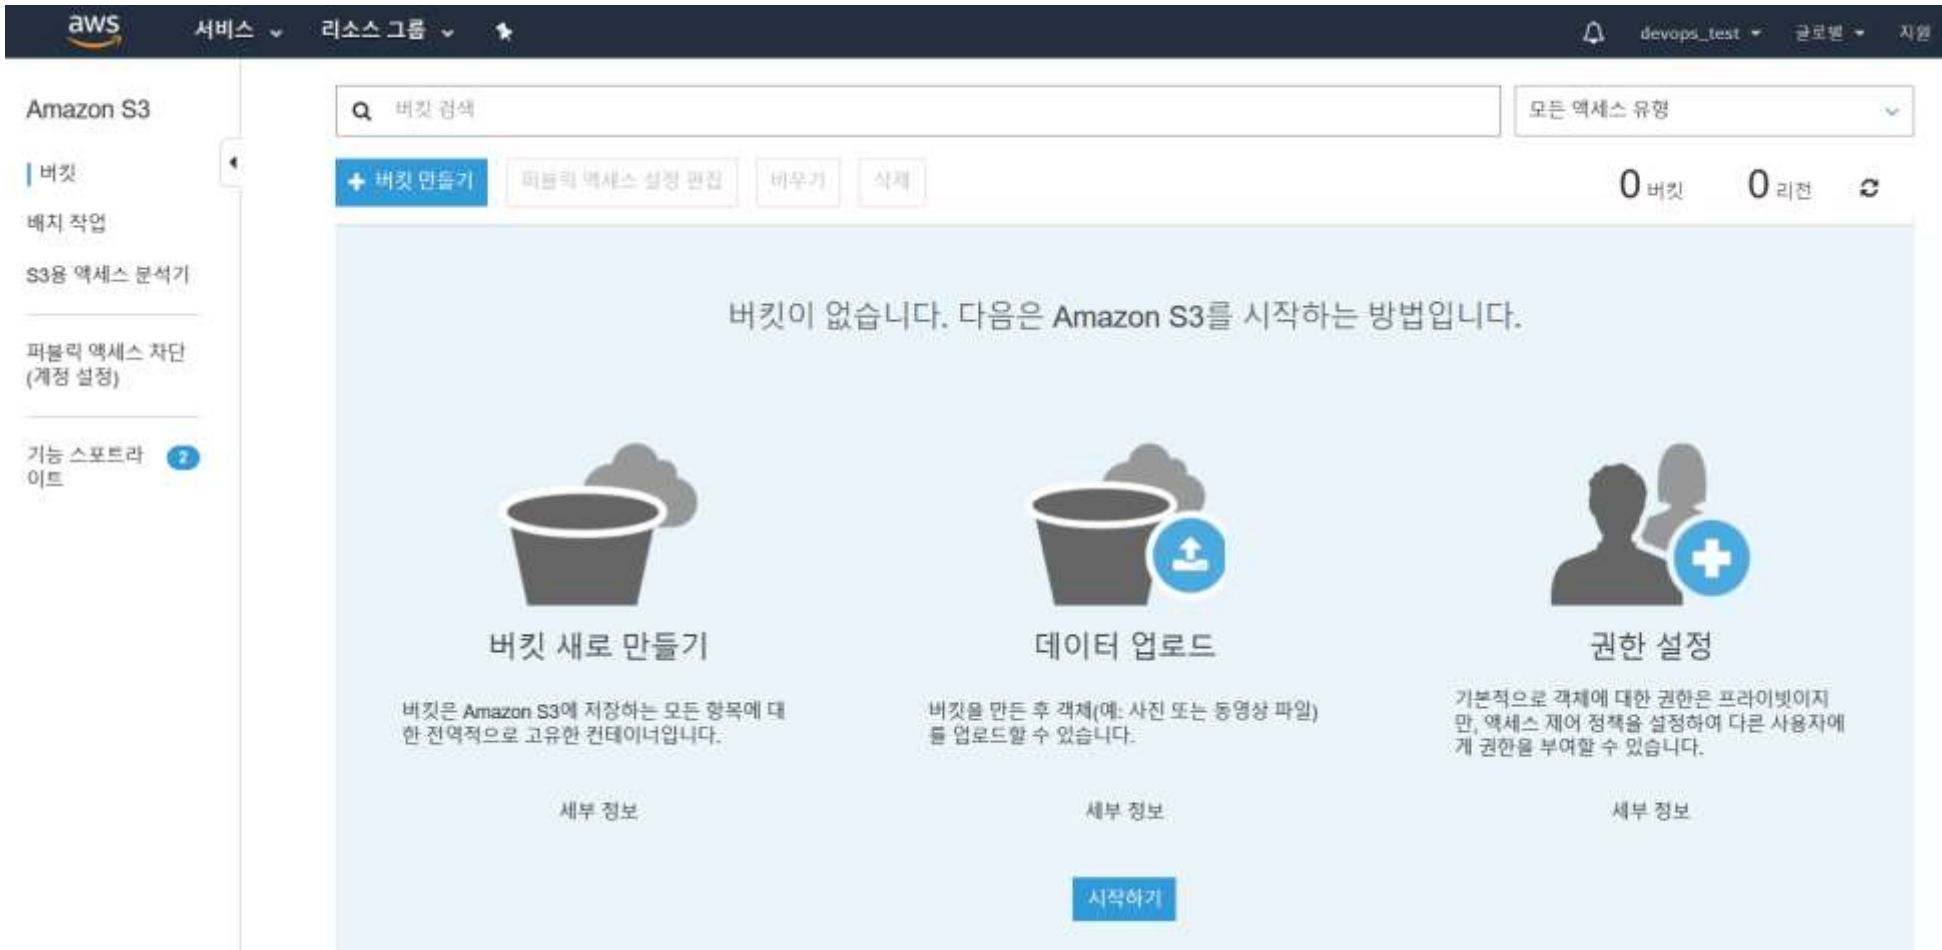 aws 서비스 리소스 그룹 devops_test 글로벌 지원
Amazon S3
버킷
배치 작업
S3용 액세스 분석기
퍼블릭 액세스 차단
(계정 설정)
기능 스포트라
이트
2
버킷 검색
모든 액세스 유형
버킷 만들기 퍼블릭 액세스 설정 편집 비우기 삭제
0 버킷 0 리전
버킷이 없습니다. 다음은 Amazon S3를 시작하는 방법입니다.
버킷 새로 만들기
버킷은 Amazon S3에 저장하는 모든 항목에 대
한 전역적으로 고유한 컨테이너입니다.
세부 정보
데이터 업로드
버킷을 만든 후 객체(예: 사진 또는 동영상 파일)
를 업로드할 수 있습니다.
세부 정보
권한 설정
기본적으로 객체에 대한 권한은 프라이빗이지
만, 액세스 제어 정책을 설정하여 다른 사용자에
게 권한을 부여할 수 있습니다.
세부 정보
시작하기